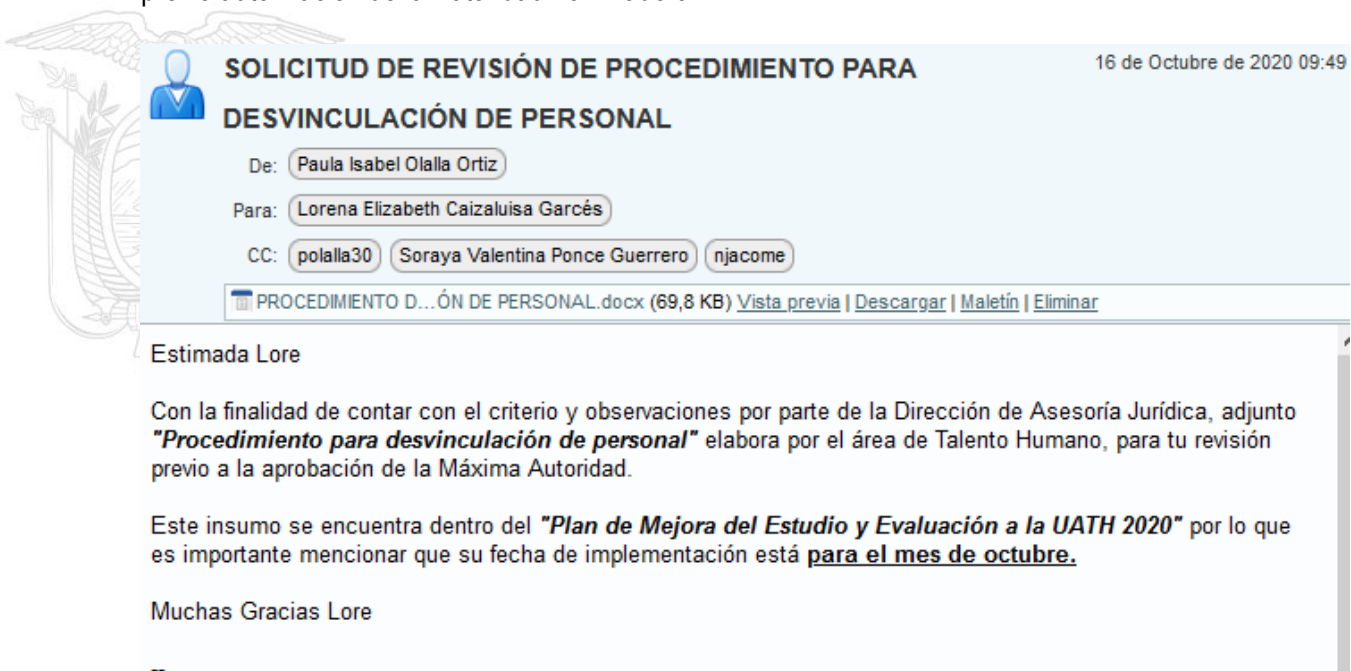 SOLICITUD DE REVISIÓN DE PROCEDIMIENTO PARA
16 de Octubre de 2020 09:49
DESVINCULACIÓN DE PERSONAL
De: Paula Isabel Olalla Ortiz
Para: Lorena Elizabeth Caizaluisa Garcés
CC: polalla30 Soraya Valentina Ponce Guerrero njacome
PROCEDIMIENTO D...ÓN DE PERSONAL.docx (69,8 KB) Vista previa | Descargar | Maletín | Eliminar
Estimada Lore
Con la finalidad de contar con el criterio y observaciones por parte de la Dirección de Asesoría Jurídica, adjunto
"Procedimiento para desvinculación de personal" elabora por el área de Talento Humano, para tu revisión
previo a la aprobación de la Máxima Autoridad.
Este insumo se encuentra dentro del "Plan de Mejora del Estudio y Evaluación a la UATH 2020" por lo que
es importante mencionar que su fecha de implementación está para el mes de octubre.
Muchas Gracias Lore
--